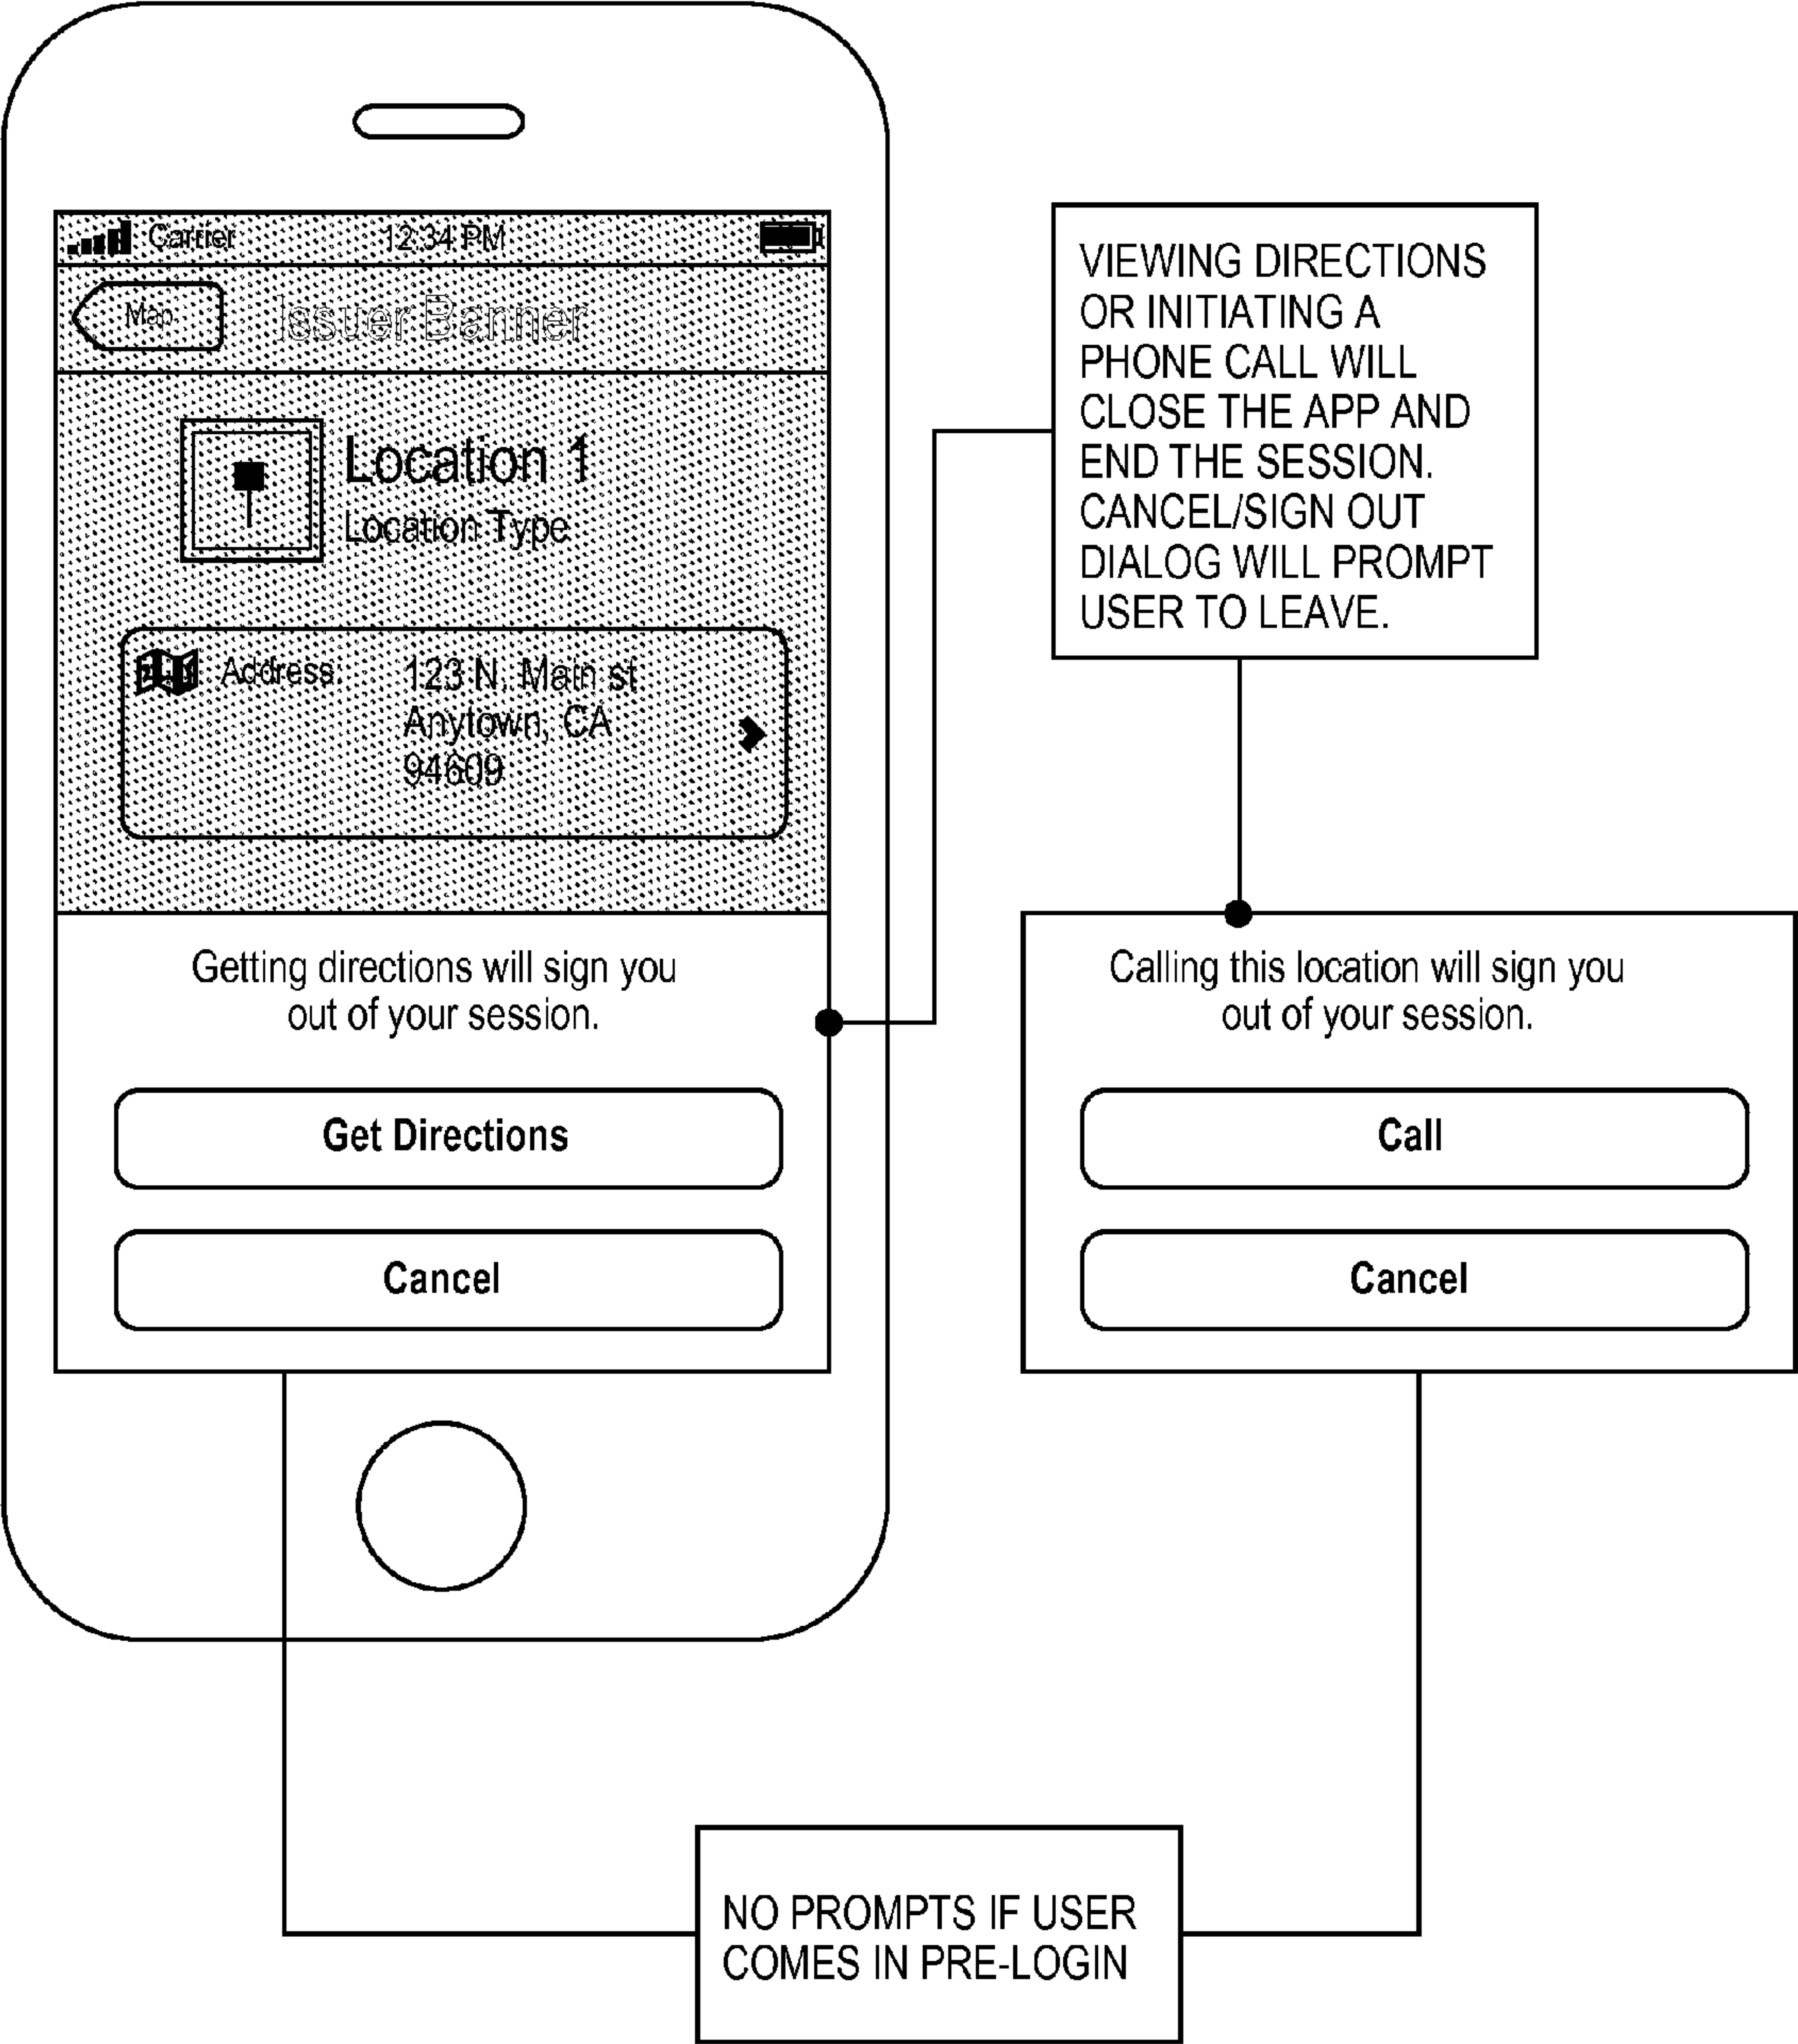 Carrier 12:34 PM
Map Issuer Banner
Location 1
Location Type
Address: 123 N. Main st
Anytown, CA
94609
Getting directions will sign you
out of your session.
Get Directions
Cancel
VIEWING DIRECTIONS
OR INITIATING A
PHONE CALL WILL
CLOSE THE APP AND
END THE SESSION.
CANCEL/SIGN OUT
DIALOG WILL PROMPT
USER TO LEAVE.
Calling this location will sign you
out of your session.
Call
Cancel
NO PROMPTS IF USER
COMES IN PRE-LOGIN